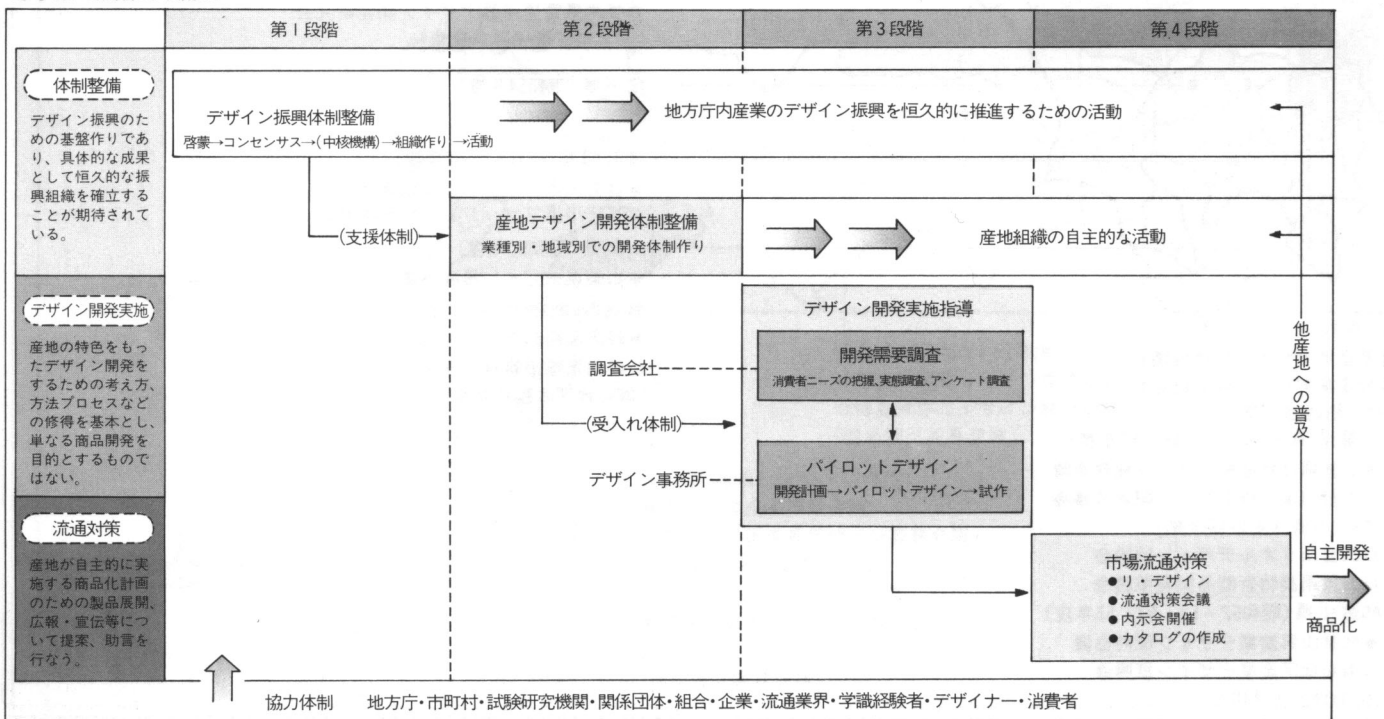 第1段階
第2段階
第3段階
第4段階
体制整備
デザイン振興のた
めの基盤作りであ
り、具体的な成果
として恒久的な振
興組織を確立する
ことが期待されて
いる。
デザイン振興体制整備
啓蒙→コンセンサス→(中核機構)→組織作り→活動
地方庁内産業のデザイン振興を恒久的に推進するための活動
(支援体制)
産地デザイン開発体制整備
業種別・地域別での開発体制作り
産地組織の自主的な活動
デザイン開発実施
産地の特色をもっ
たデザイン開発を
するための考え方、
方法プロセスなど
の修得を基本とし、
単なる商品開発を
目的とするもので
はない。
デザイン開発実施指導
調査会社
開発需要調査
消費者ニーズの把握、実態調査、アンケート調査
(受入れ体制)
デザイン事務所
パイロットデザイン
開発計画→パイロットデザイン→試作
他産地への普及
流通対策
産地が自主的に実
施する商品化計画
のための製品展開、
広報・宣伝等につ
いて提案、助言を
行なう。
市場流通対策
●リ・デザイン
●流通対策会議
●内示会開催
●カタログの作成
自主開発
商品化
協力体制 地方庁・市町村・試験研究機関・関係団体・組合・企業・流通業界・学識経験者・デザイナー・消費者